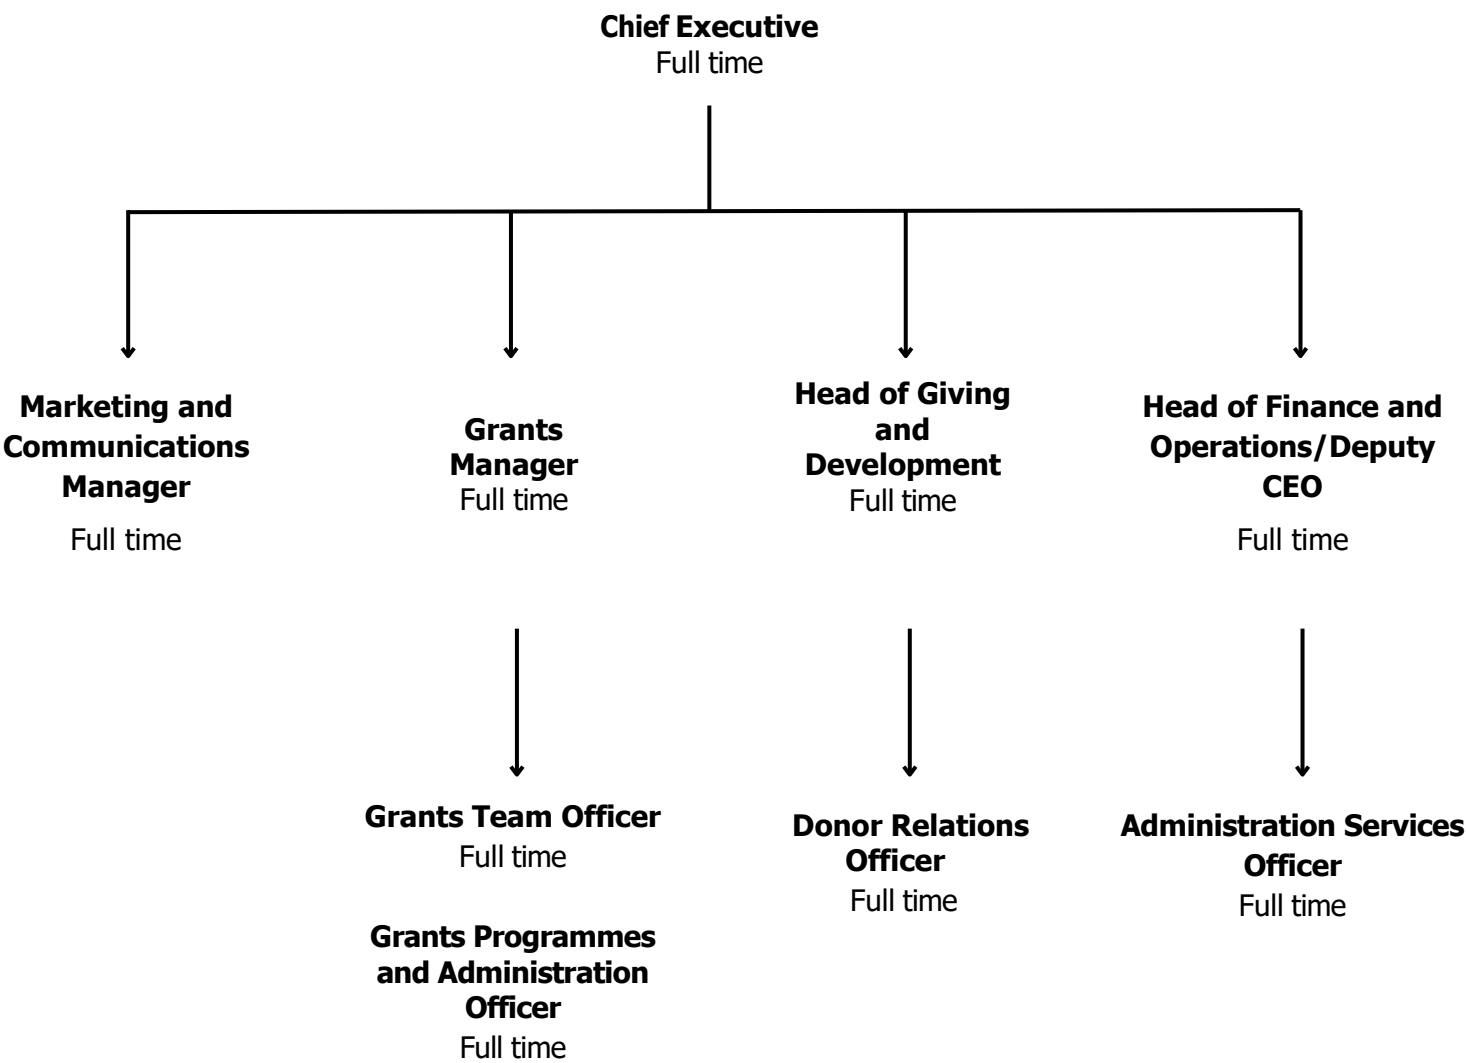 Chief Executive
Full time
Marketing and
Communications
Manager
Full time
Grants
Manager
Full time
Head of Giving
and
Development
Full time
Head of Finance and
Operations/Deputy
CEO
Full time
Grants Team Officer
Full time
Grants Programmes
and Administration
Officer
Full time
Donor Relations
Officer
Full time
Administration Services
Officer
Full time